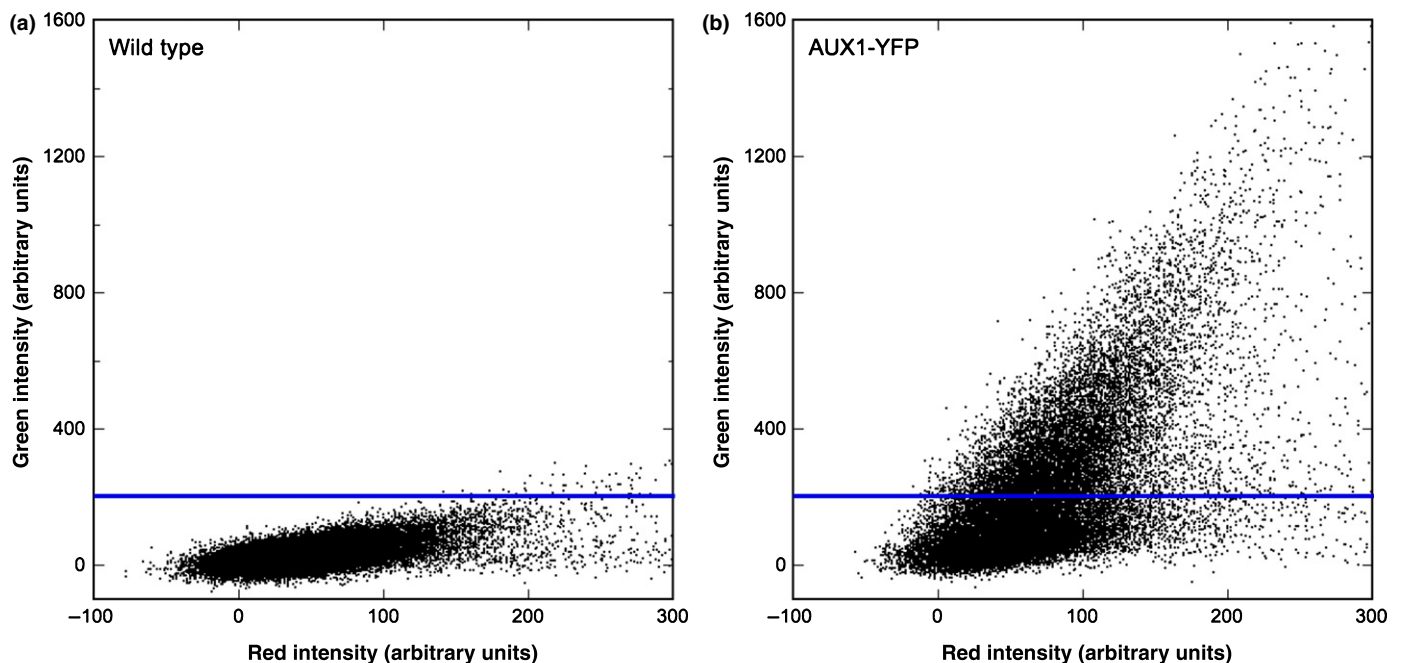 (a)
Wild type
Green intensity (arbitrary units)
1600
1200
800
400
0
−100 0 100 200 300
Red intensity (arbitrary units)
(b)
AUX1-YFP
Green intensity (arbitrary units)
1600
1200
800
400
0
−100 0 100 200 300
Red intensity (arbitrary units)